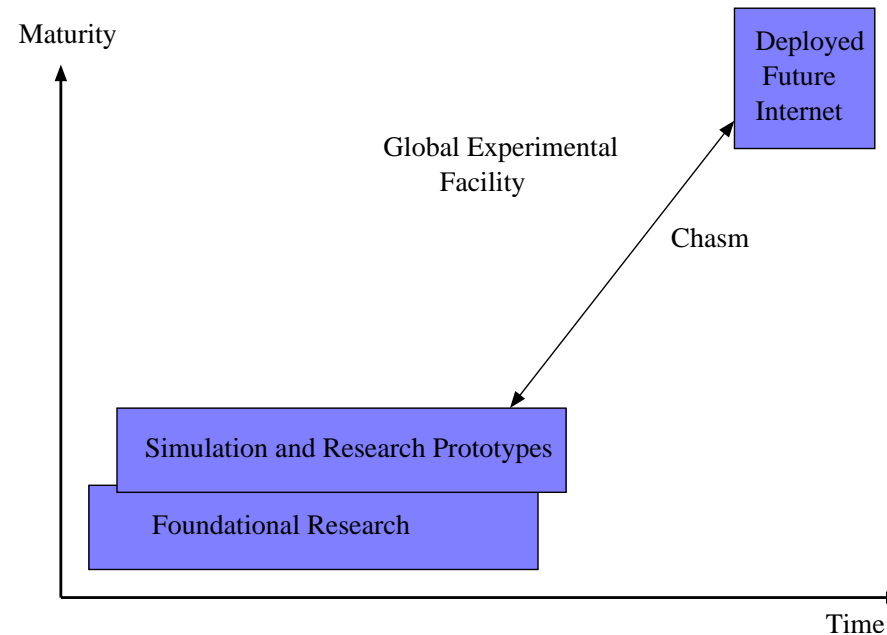 Maturity
Deployed
Future
Internet
Global Experimental
Facility
Chasm
Simulation and Research Prototypes
Foundational Research
Time